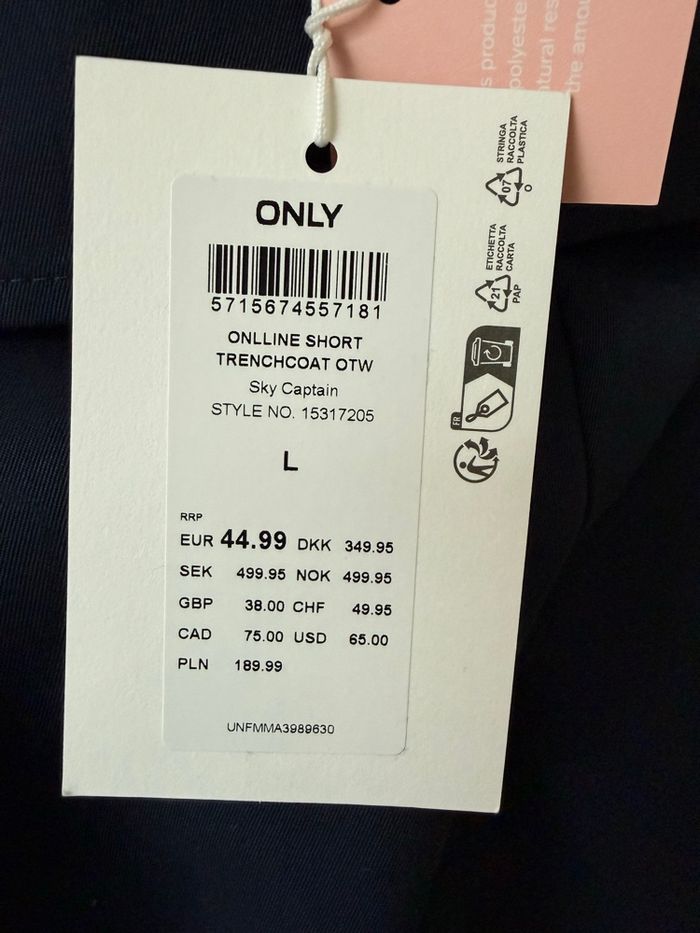 ONLY
5715674557181
ONLLINE SHORT
TRENCHCOAT OTW
Sky Captain
STYLE NO. 15317205
L
RRP
EUR 44.99 DKK 349.95
SEK 499.95 NOK 499.95
GBP 38.00 CHF 49.95
CAD 75.00 USD 65.00
PLN 189.99
UNFMMA3989630
STRINGA
RACCOLTA
PLASTICA
07
O
ETICHETTA
RACCOLTA
CARTA
21
PAP
FR
the amou